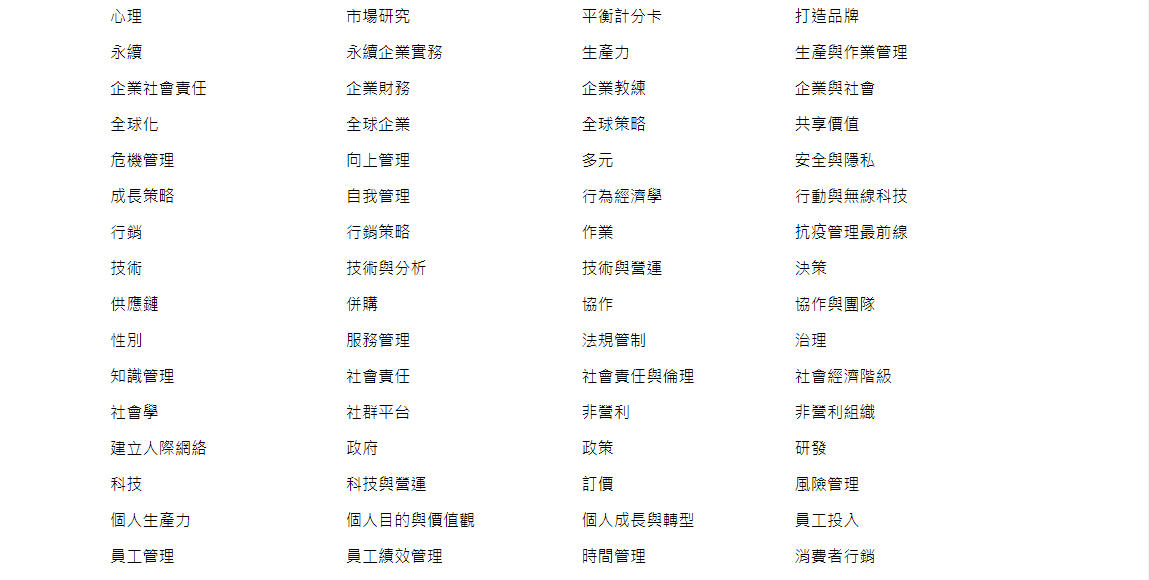 心理 市場研究 平衡計分卡 打造品牌
永續 永續企業實務 生產力 生產與作業管理
企業社會責任 企業財務 企業教練 企業與社會
全球化 全球企業 全球策略 共享價值
危機管理 向上管理 多元 安全與隱私
成長策略 自我管理 行為經濟學 行動與無線科技
行銷 行銷策略 作業 抗疫管理最前線
技術 技術與分析 技術與營運 決策
供應鏈 併購 協作 協作與團隊
性別 服務管理 法規管制 治理
知識管理 社會責任 社會責任與倫理 社會經濟階級
社會學 社群平台 非營利 非營利組織
建立人際網絡 政府 政策 研發
科技 科技與營運 訂價 風險管理
個人生產力 個人目的與價值觀 個人成長與轉型 員工投入
員工管理 員工績效管理 時間管理 消費者行銷